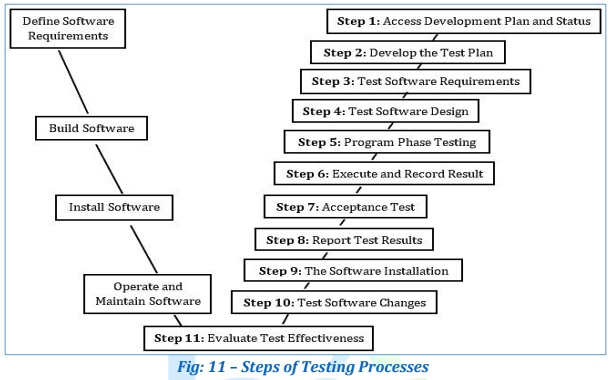 Define Software
Requirements
Build Software
Install Software
Operate and
Maintain Software
Step 1: Access Development Plan and Status
Step 2: Develop the Test Plan
Step 3: Test Software Requirements
Step 4: Test Software Design
Step 5: Program Phase Testing
Step 6: Execute and Record Result
Step 7: Acceptance Test
Step 8: Report Test Results
Step 9: The Software Installation
Step 10: Test Software Changes
Step 11: Evaluate Test Effectiveness
Fig: 11 – Steps of Testing Processes